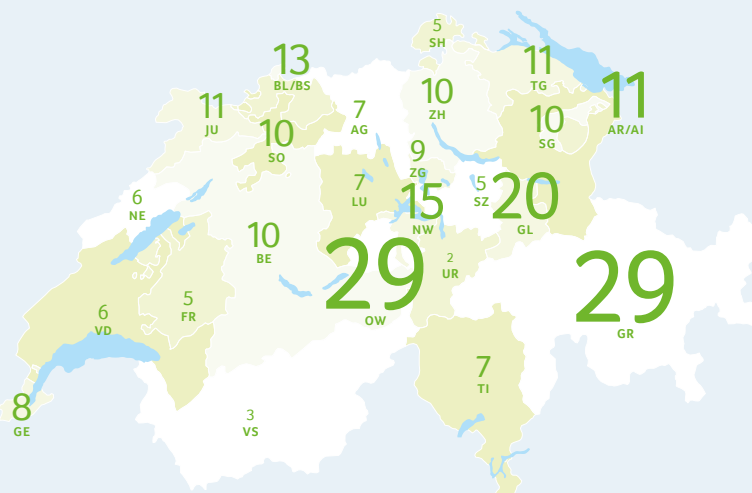 5
SH
13
BL/BS
11
TG
11
AR/AI
11
JU
7
AG
10
ZH
10
SO
10
SG
9
ZG
6
NE
7
LU
15
NW
5
SZ
20
GL
10
BE
29
OW
2
UR
29
GR
6
VD
5
FR
7
TI
8
GE
3
VS